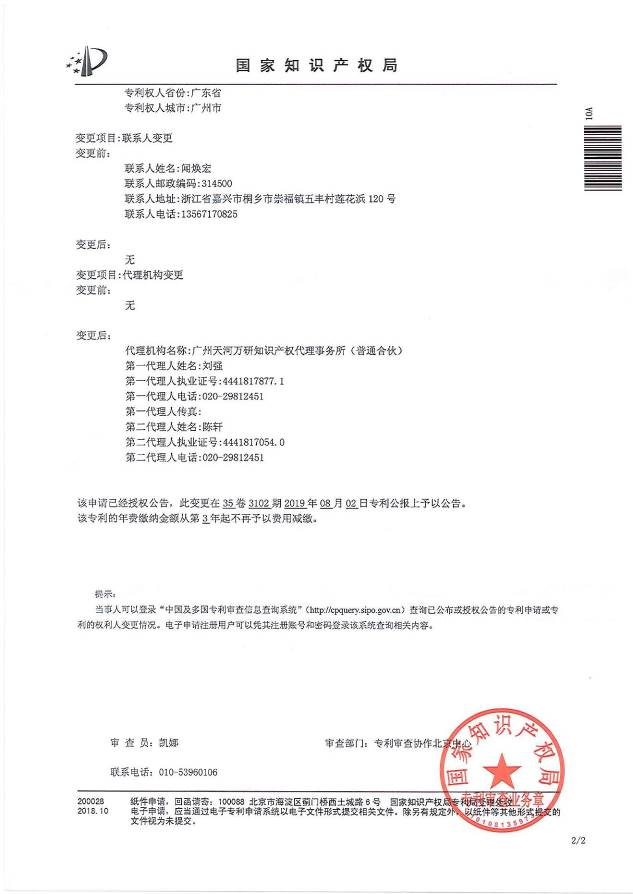 国家知识产权局
专利权人省份:广东省
专利权人城市:广州市
10A
变更项目:联系人变更
变更前:
联系人姓名:闻焕宏
联系人邮政编码:314500
联系人地址:浙江省嘉兴市桐乡市崇福镇五丰村莲花浜 120 号
联系人电话:13567170825
变更后:
无
变更项目:代理机构变更
变更前:
无
变更后:
代理机构名称:广州天河万研知识产权代理事务所（普通合伙）
第一代理人姓名:刘强
第一代理人执业证号:4441817877.1
第一代理人电话:020-29812451
第一代理人传真:
第二代理人姓名:陈轩
第二代理人执业证号:4441817054.0
第二代理人电话:020-29812451
该申请已经授权公告，此变更在 35 卷 3102 期 2019 年 08 月 02 日专利公报上予以公告。
该专利的年费缴纳金额从第 3 年起不再予以费用减缴。
提示:
当事人可以登录“中国及多国专利审查信息查询系统”（http://cpquery.sipo.gov.cn）查询已公布或授权公告的专利申请或专
利的权利人变更情况。电子申请注册用户可以凭其注册账号和密码登录该系统查询相关内容。
审 查 员：凯娜
审查部门：专利审查协作北京中心
联系电话：010-53960106
国家知识产权局
专利审查业务章
200028
2018.10
纸件申请，回函请寄：100088 北京市海淀区蓟门桥西土城路 6 号 国家知识产权局专利局受理处收
电子申请，应当通过电子专利申请系统以电子文件形式提交相关文件。除另有规定外，以纸件等其他形式提交的
文件视为未提交。
2/2